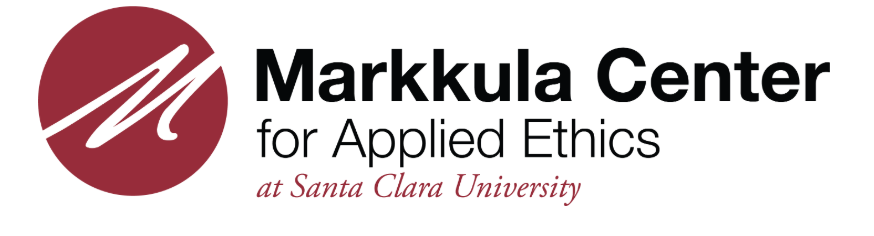 Markkula Center
for Applied Ethics
at Santa Clara University